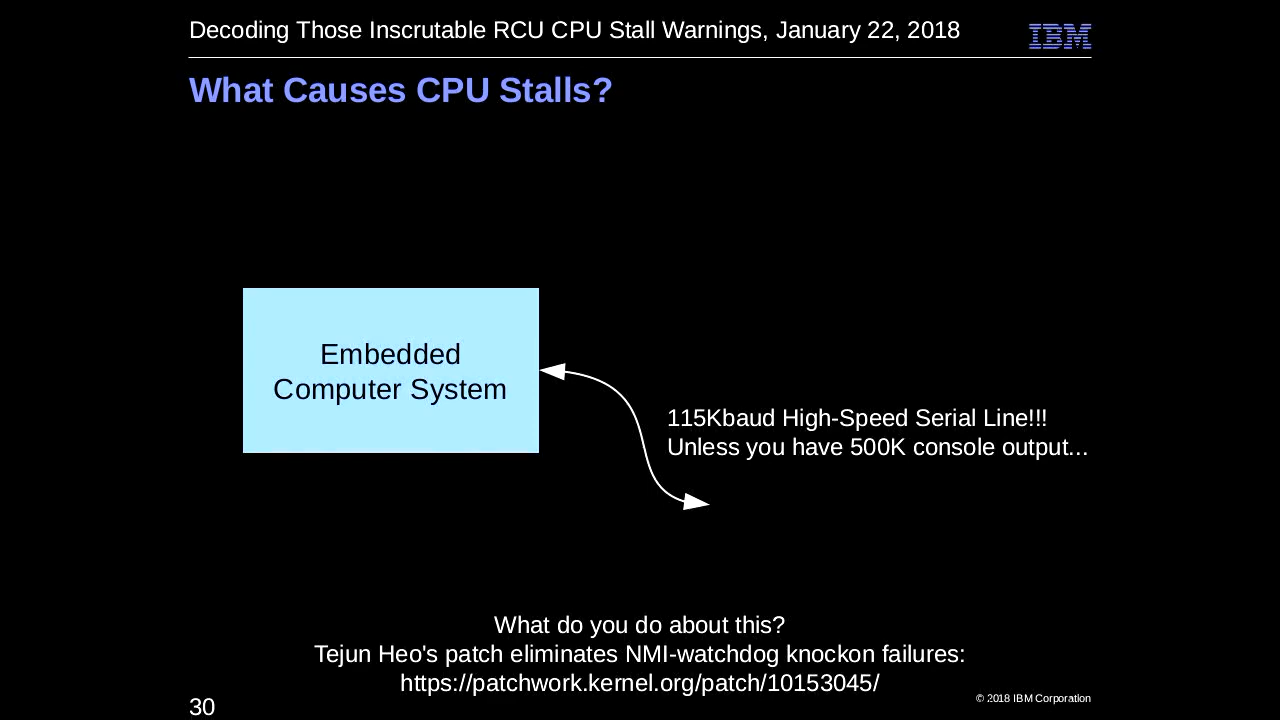 Decoding Those Inscrutable RCU CPU Stall Warnings, January 22, 2018
IBM
What Causes CPU Stalls?
Embedded
Computer System
115Kbaud High-Speed Serial Line!!!
Unless you have 500K console output...
What do you do about this?
Tejun Heo's patch eliminates NMI-watchdog knockon failures:
https://patchwork.kernel.org/patch/10153045/
30
© 2018 IBM Corporation